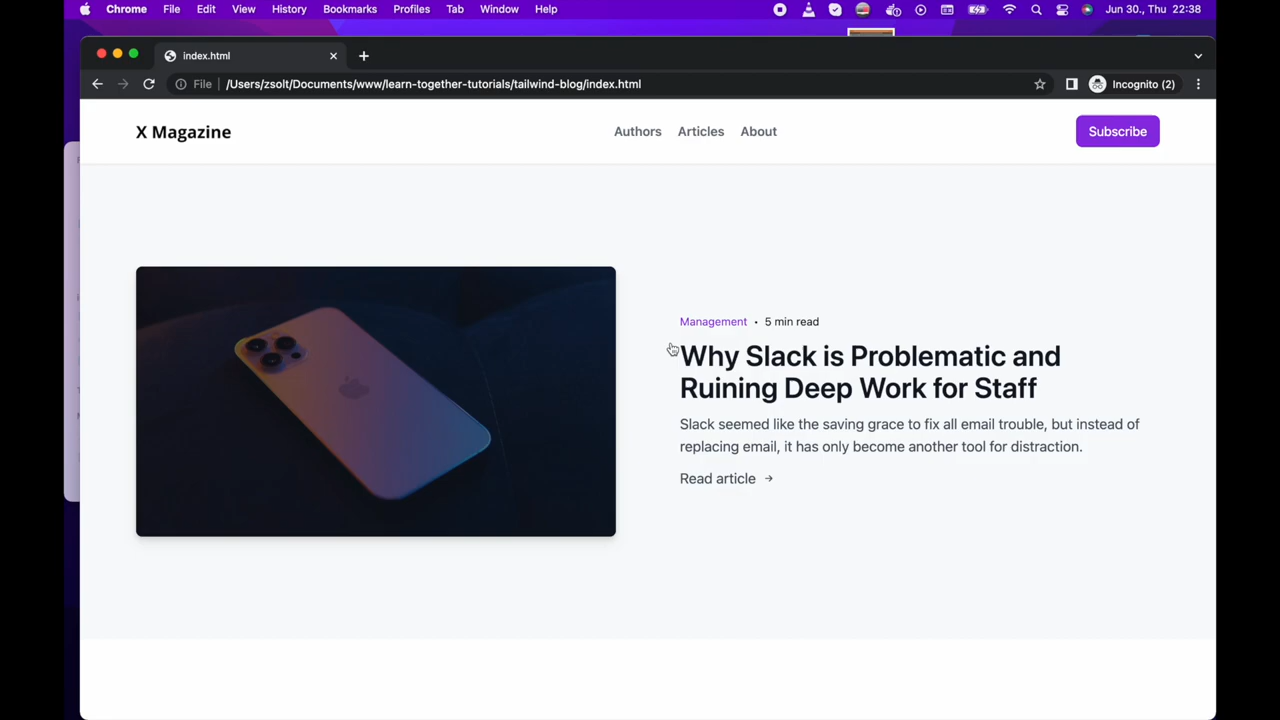 Chrome File Edit View History Bookmarks Profiles Tab Window Help Jun 30., Thu 22:38
index.html
File /Users/zsolt/Documents/www/learn-together-tutorials/tailwind-blog/index.html Incognito (2)
X Magazine Authors Articles About Subscribe
Management • 5 min read
Why Slack is Problematic and
Ruining Deep Work for Staff
Slack seemed like the saving grace to fix all email trouble, but instead of
replacing email, it has only become another tool for distraction.
Read article →